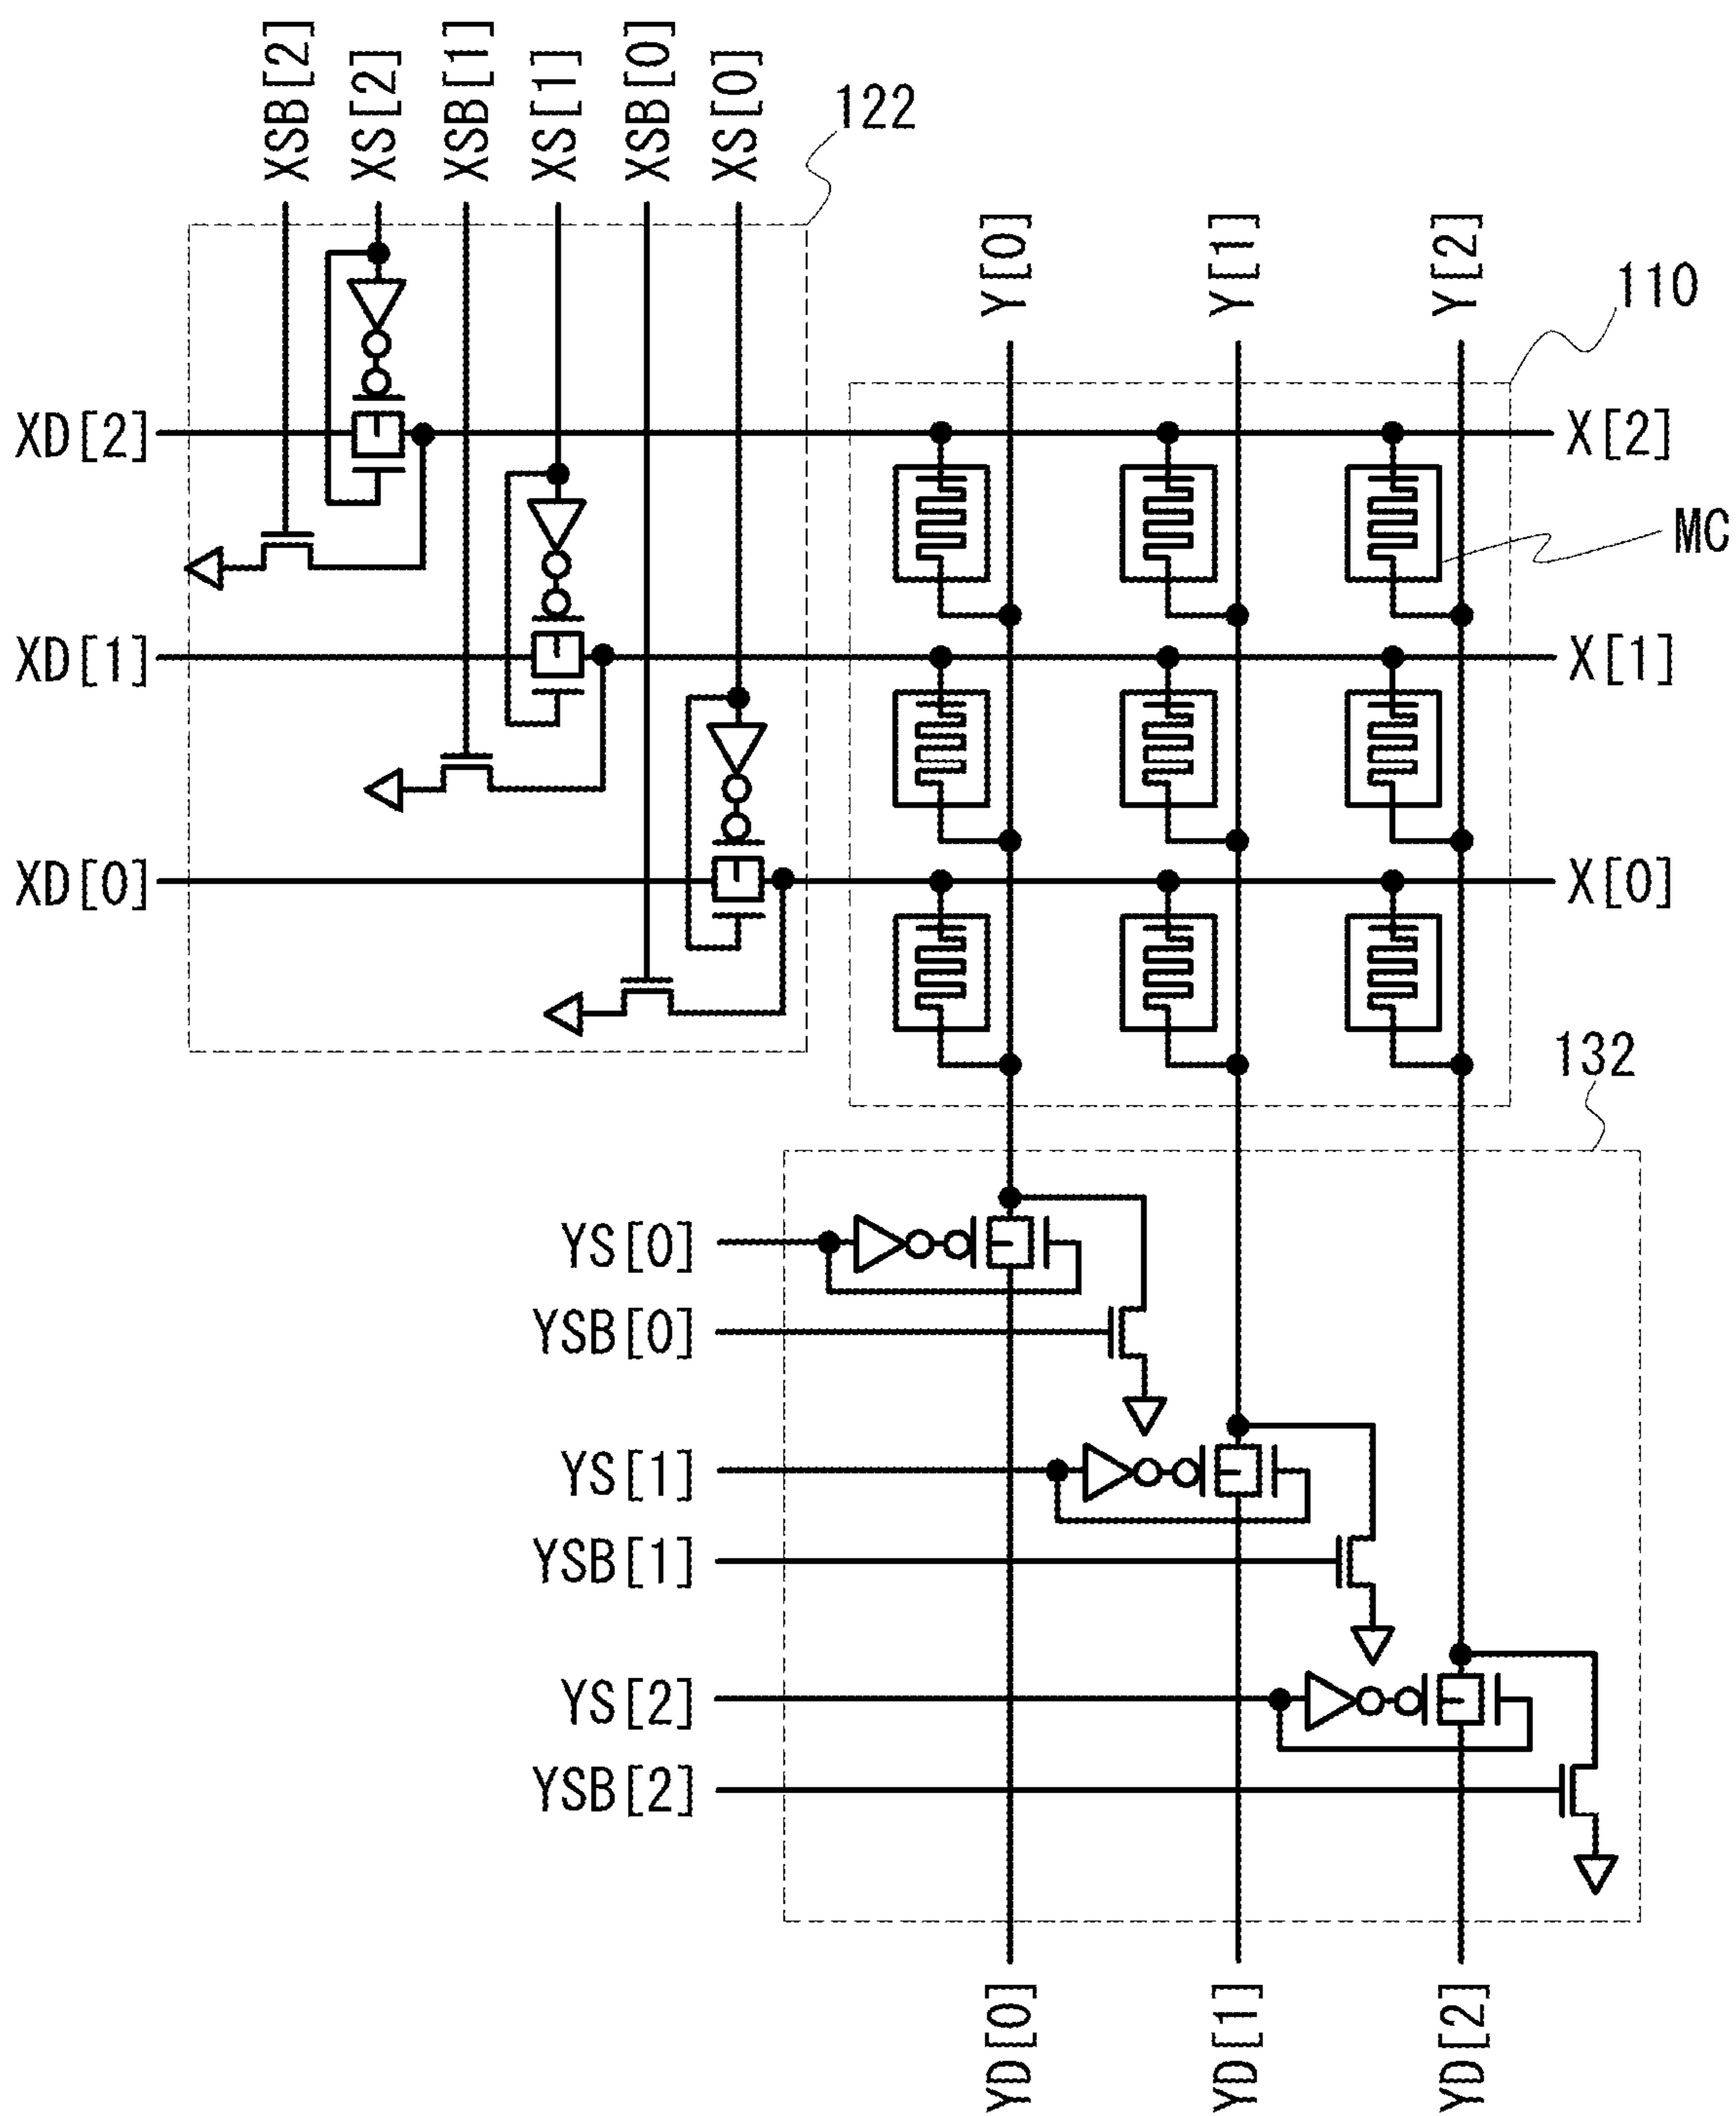 XSB[2]
XS[2]
XSB[1]
XS[1]
XSB[0]
XS[0]
122
Y[0]
Y[1]
Y[2]
110
XD[2]
X[2]
MC
XD[1]
X[1]
XD[0]
X[0]
132
YS[0]
YSB[0]
YS[1]
YSB[1]
YS[2]
YSB[2]
YD[0]
YD[1]
YD[2]